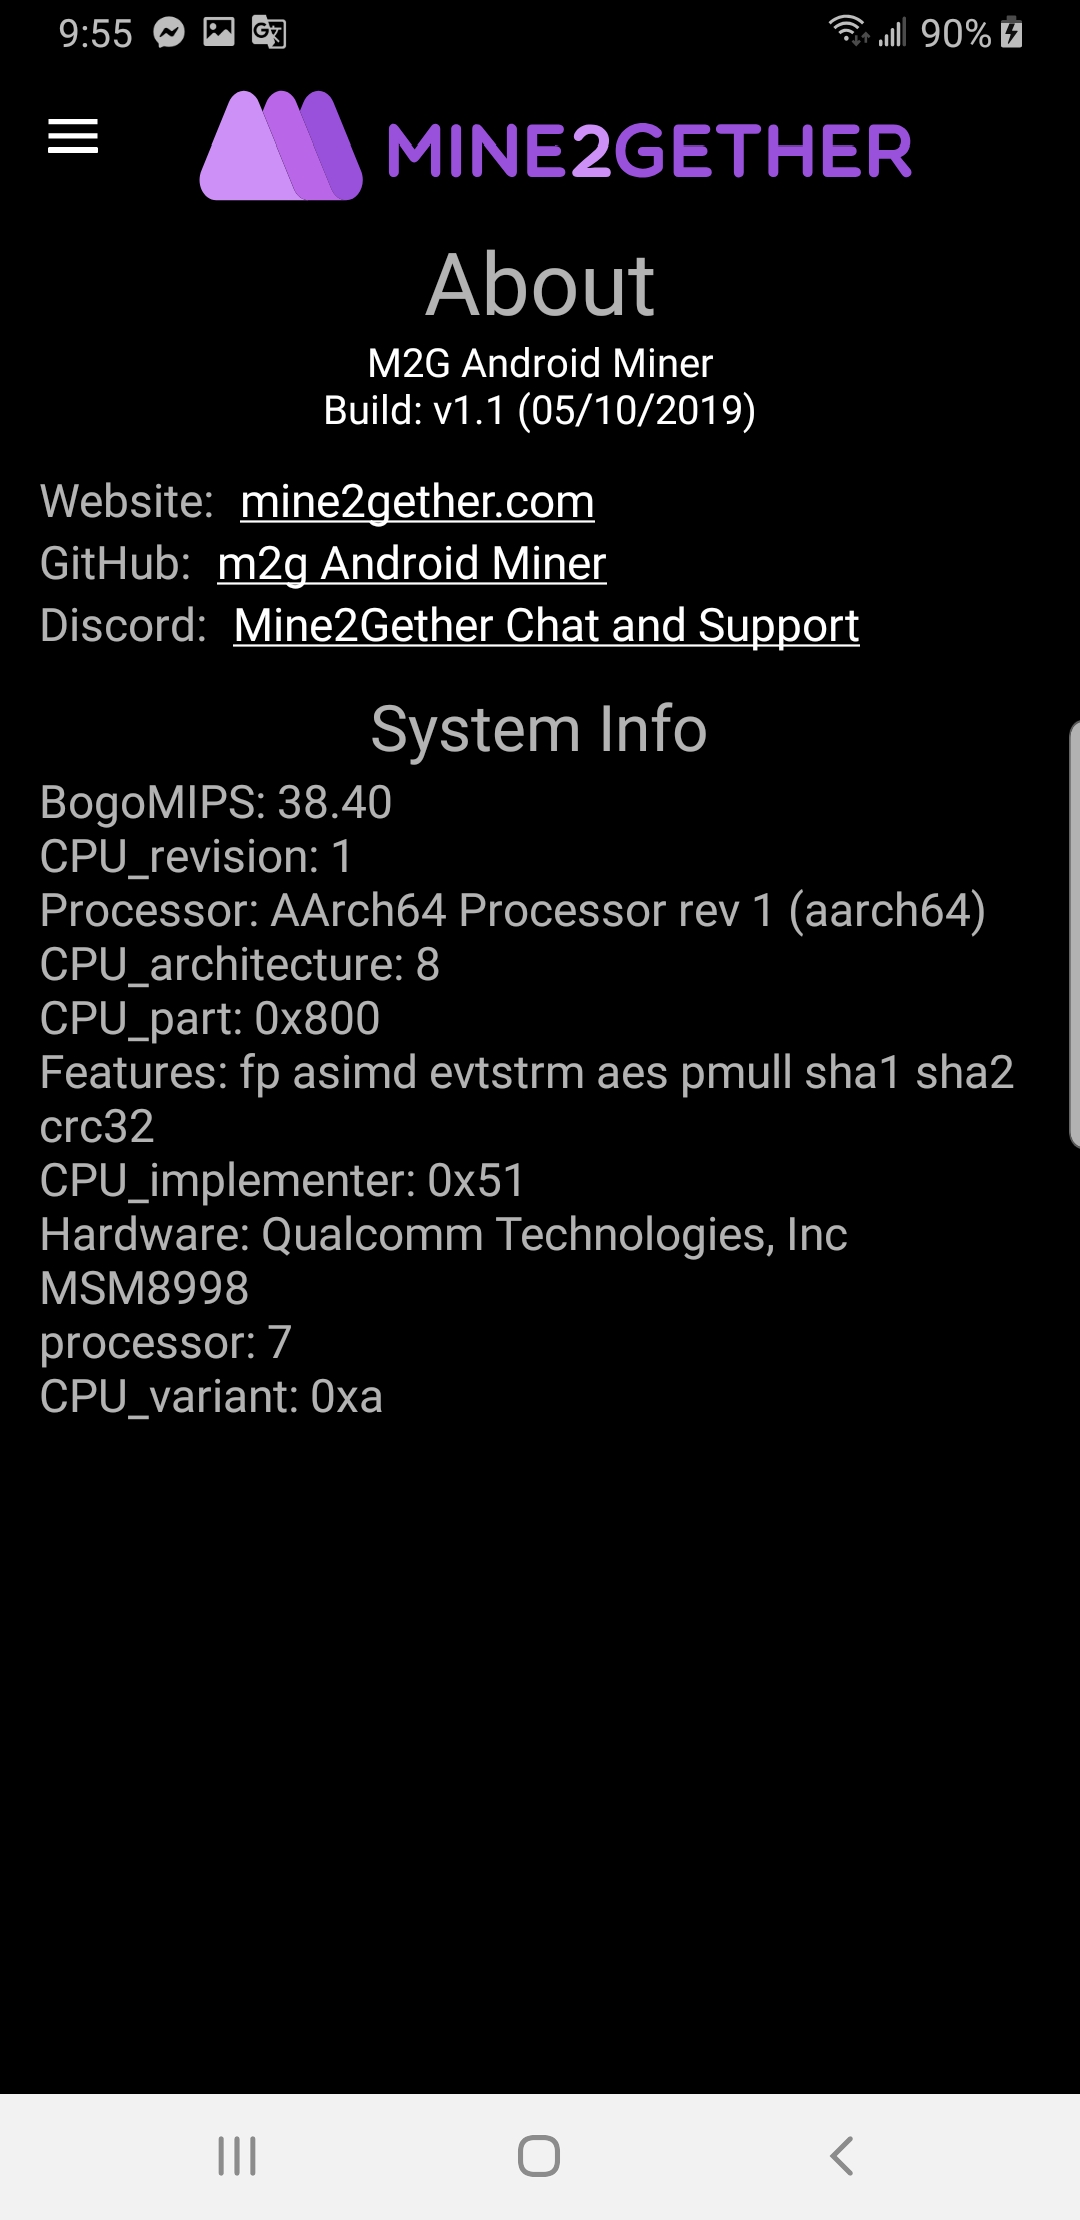 9:55 90%
MINE2GETHER
About
M2G Android Miner
Build: v1.1 (05/10/2019)
Website: mine2gether.com
GitHub: m2g Android Miner
Discord: Mine2Gether Chat and Support
System Info
BogoMIPS: 38.40
CPU_revision: 1
Processor: AArch64 Processor rev 1 (aarch64)
CPU_architecture: 8
CPU_part: 0x800
Features: fp asimd evtstrm aes pmull sha1 sha2
crc32
CPU_implementer: 0x51
Hardware: Qualcomm Technologies, Inc
MSM8998
processor: 7
CPU_variant: 0xa